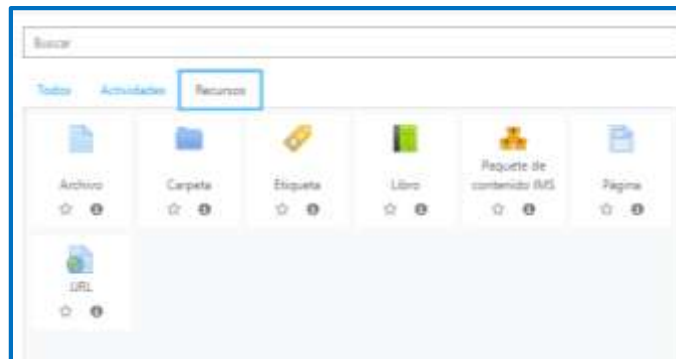 Buscar
Todos Actividades Recursos
Archivo Carpeta Etiqueta Libro Paquete de contenido IMS Página
URL